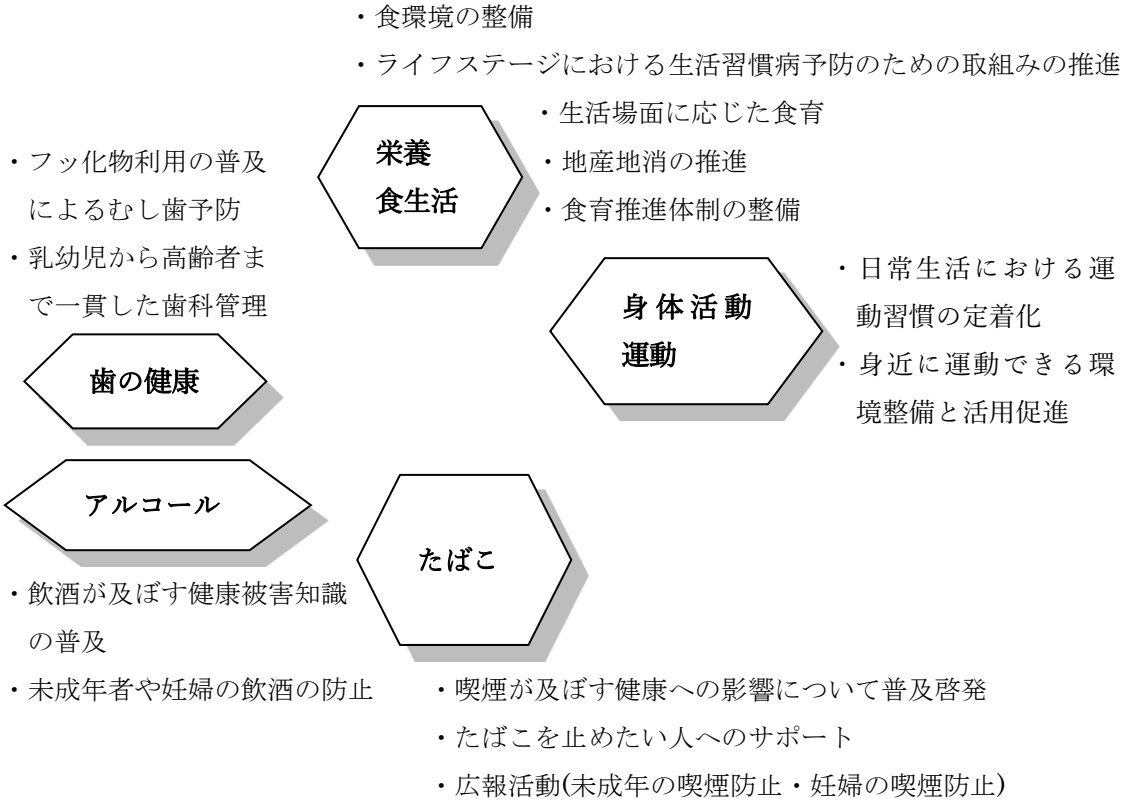 ・食環境の整備
・ライフステージにおける生活習慣病予防のための取組みの推進
・生活場面に応じた食育
・地産地消の推進
・食育推進体制の整備
栄養
食生活
・フッ化物利用の普及
によるむし歯予防
・乳幼児から高齢者ま
で一貫した歯科管理
歯の健康
身体活動
運動
・日常生活における運
動習慣の定着化
・身近に運動できる環
境整備と活用促進
アルコール
・飲酒が及ぼす健康被害知識
の普及
・未成年者や妊婦の飲酒の防止
たばこ
・喫煙が及ぼす健康への影響について普及啓発
・たばこを止めたい人へのサポート
・広報活動(未成年の喫煙防止・妊婦の喫煙防止)